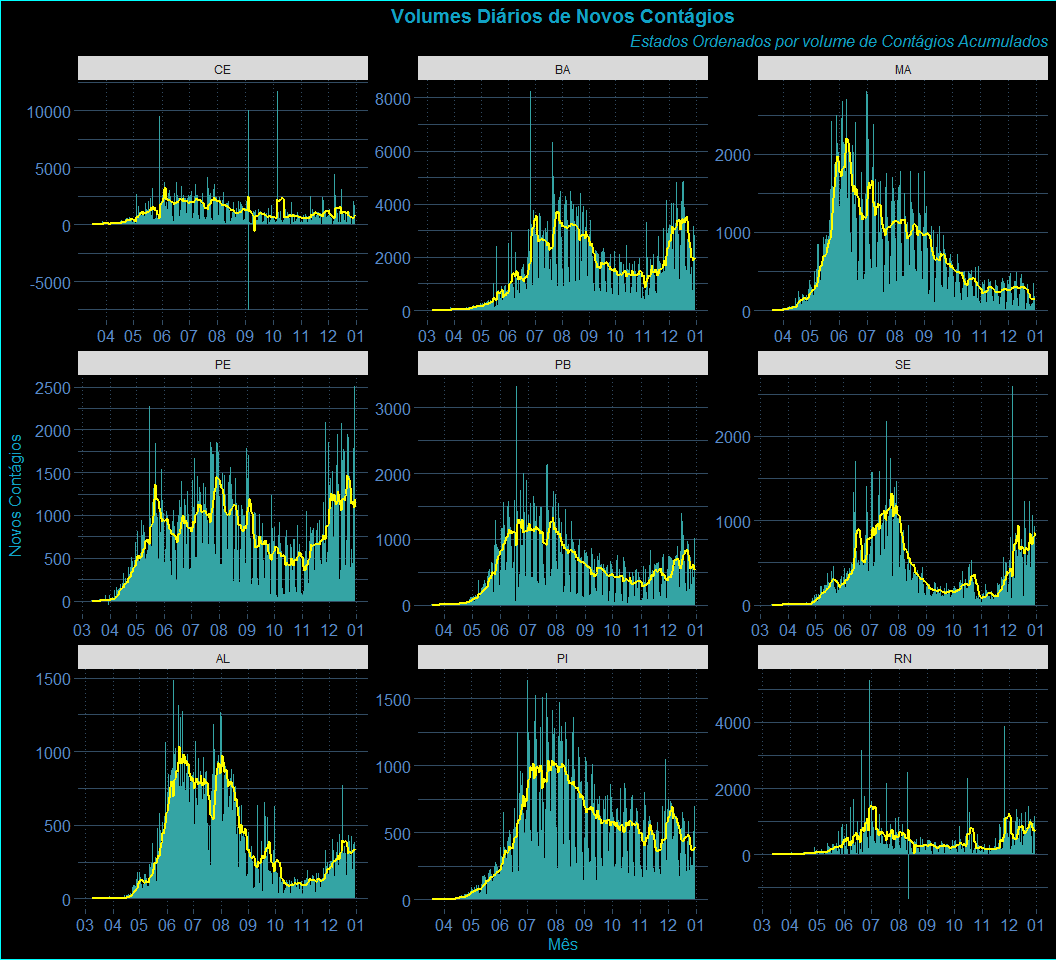 Volumes Diários de Novos Contágios
Estados Ordenados por volume de Contágios Acumulados
CE
10000
5000
0
-5000
04 05 06 07 08 09 10 11 12 01
BA
8000
6000
4000
2000
0
03 04 05 06 07 08 09 10 11 12 01
MA
2000
1000
0
04 05 06 07 08 09 10 11 12 01
Novos Contágios
PE
2500
2000
1500
1000
500
0
03 04 05 06 07 08 09 10 11 12 01
PB
3000
2000
1000
0
04 05 06 07 08 09 10 11 12 01
SE
2000
1000
0
03 04 05 06 07 08 09 10 11 12 01
AL
1500
1000
500
0
03 04 05 06 07 08 09 10 11 12 01
PI
1500
1000
500
0
04 05 06 07 08 09 10 11 12 01
RN
4000
2000
0
03 04 05 06 07 08 09 10 11 12 01
Mês